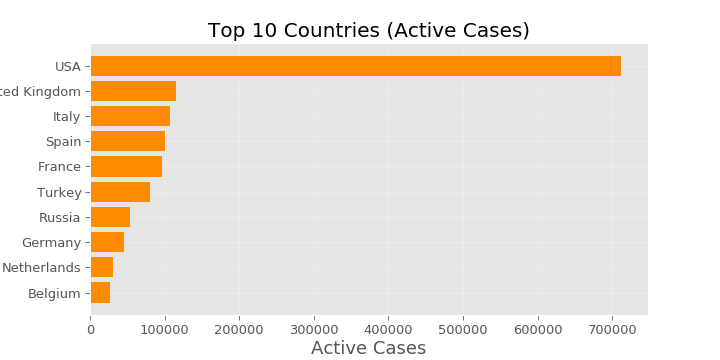 Top 10 Countries (Active Cases)
USA
ted Kingdom
Italy
Spain
France
Turkey
Russia
Germany
Netherlands
Belgium
0 100000 200000 300000 400000 500000 600000 700000
Active Cases